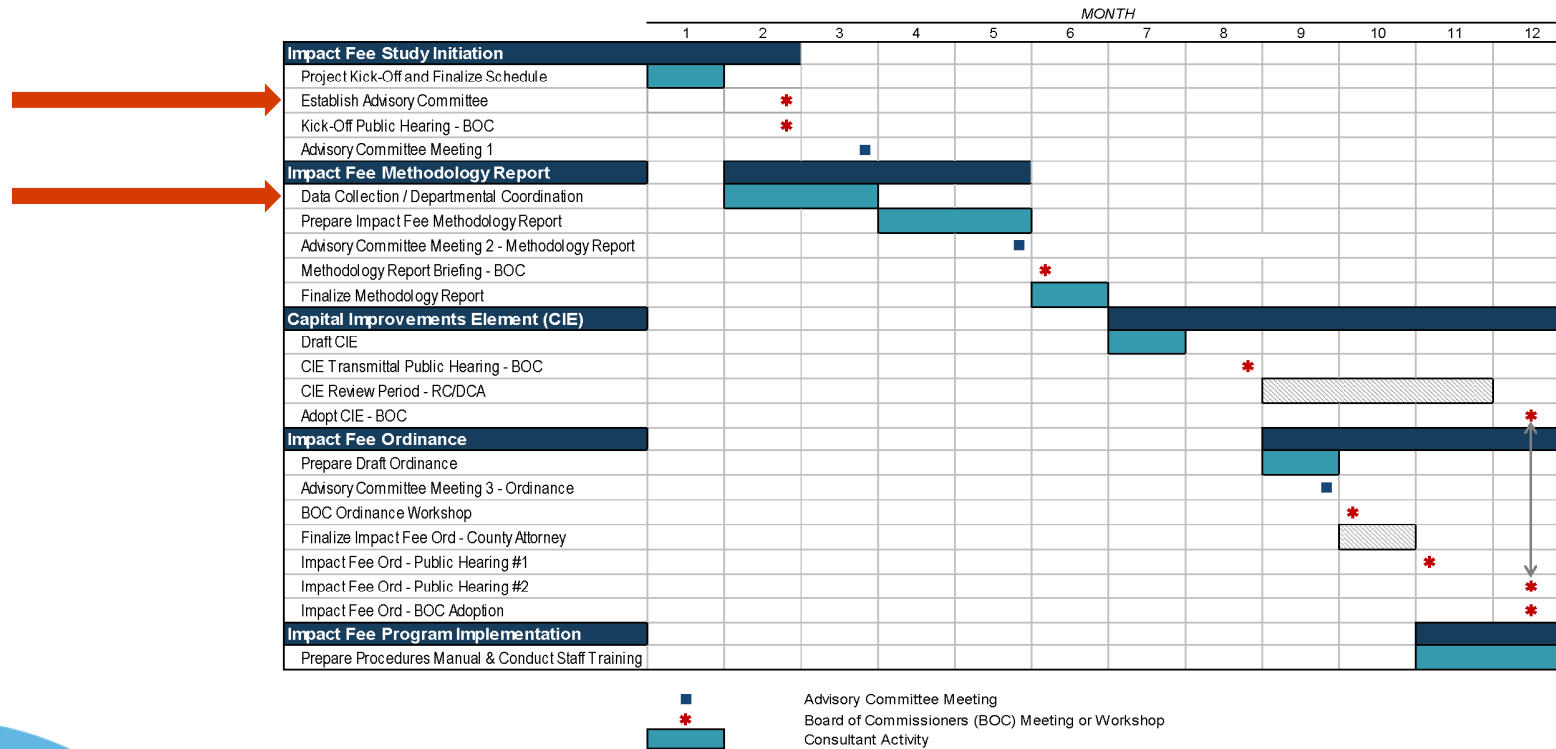 MONTH
1 2 3 4 5 6 7 8 9 10 11 12
Impact Fee Study Initiation
Project Kick-Off and Finalize Schedule
Establish Advisory Committee
Kick-Off Public Hearing - BOC
Advisory Committee Meeting 1
Impact Fee Methodology Report
Data Collection / Departmental Coordination
Prepare Impact Fee Methodology Report
Advisory Committee Meeting 2 - Methodology Report
Methodology Report Briefing - BOC
Finalize Methodology Report
Capital Improvements Element (CIE)
Draft CIE
CIE Transmittal Public Hearing - BOC
CIE Review Period - RC/DCA
Adopt CIE - BOC
Impact Fee Ordinance
Prepare Draft Ordinance
Advisory Committee Meeting 3 - Ordinance
BOC Ordinance Workshop
Finalize Impact Fee Ord - County Attorney
Impact Fee Ord - Public Hearing #1
Impact Fee Ord - Public Hearing #2
Impact Fee Ord - BOC Adoption
Impact Fee Program Implementation
Prepare Procedures Manual & Conduct Staff Training
Advisory Committee Meeting
Board of Commissioners (BOC) Meeting or Workshop
Consultant Activity